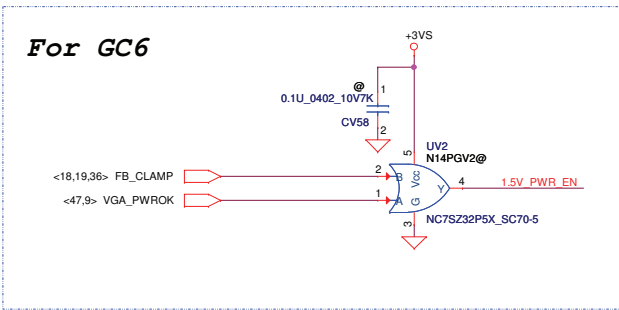 For GC6
+3VS
@
1
0.1U_0402_10V7K
CV58
2
5
UV2
N14PGV2@
<18,19,36> FB_CLAMP
2
B
Vcc
Y
4
1.5V_PWR_EN
<47,9> VGA_PWROK
1
A
G
3
NC7SZ32P5X_SC70-5